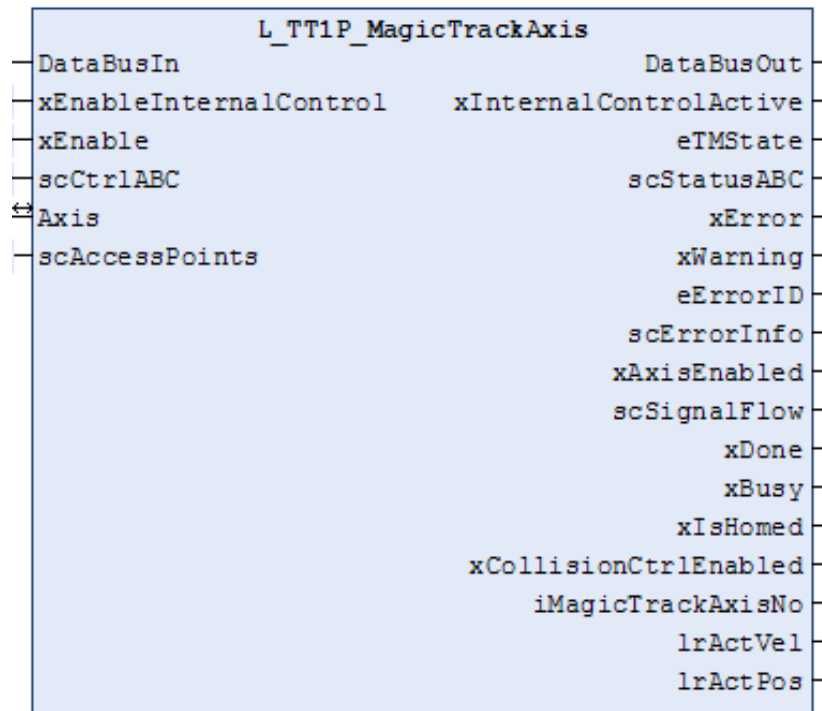 L_TT1P_MagicTrackAxis
DataBusIn DataBusOut
xEnableInternalControl xInternalControlActive
xEnable eTMState
scCtrlABC scStatusABC
Axis xError
scAccessPoints xWarning
eErrorID
scErrorInfo
xAxisEnabled
scSignalFlow
xDone
xBusy
xIsHomed
xCollisionCtrlEnabled
iMagicTrackAxisNo
lrActVel
lrActPos